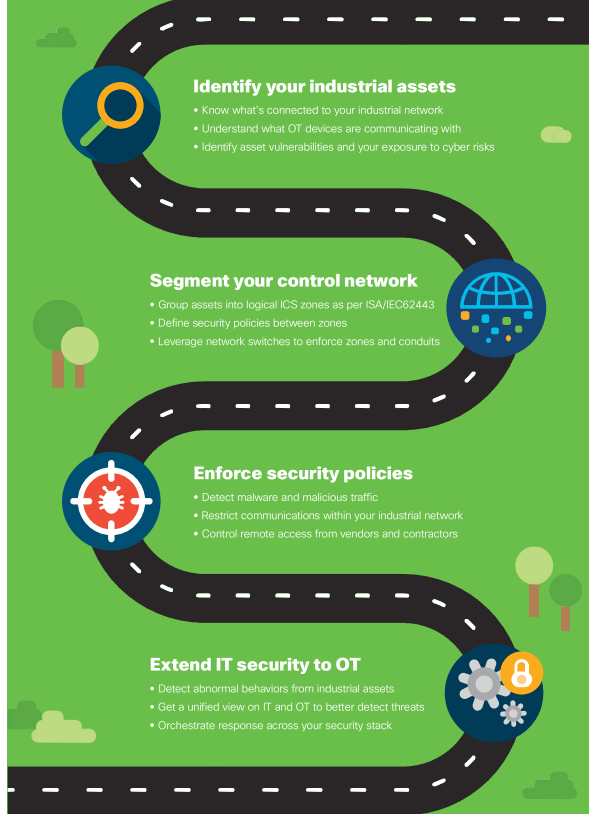 Identify your industrial assets
• Know what's connected to your industrial network
• Understand what OT devices are communicating with
• Identify asset vulnerabilities and your exposure to cyber risks
Segment your control network
• Group assets into logical ICS zones as per ISA/IEC62443
• Define security policies between zones
• Leverage network switches to enforce zones and conduits
Enforce security policies
• Detect malware and malicious traffic
• Restrict communications within your industrial network
• Control remote access from vendors and contractors
Extend IT security to OT
• Detect abnormal behaviors from industrial assets
• Get a unified view on IT and OT to better detect threats
• Orchestrate response across your security stack